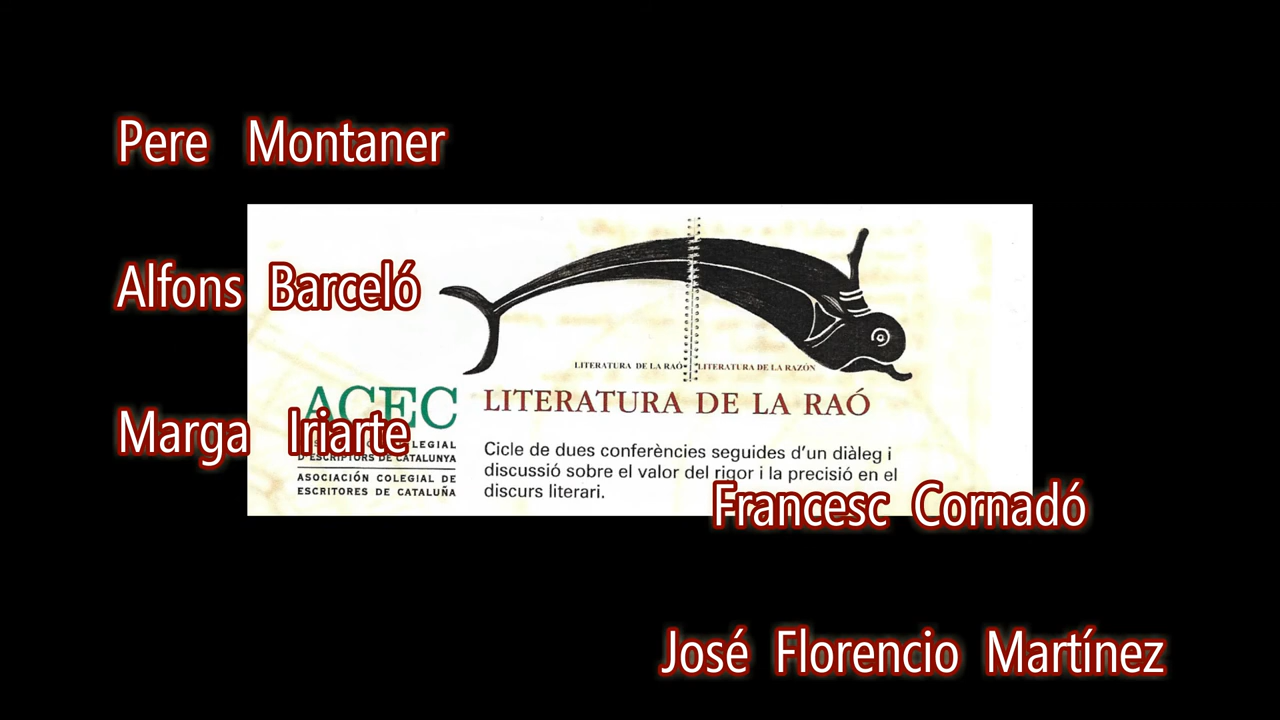 Pere Montaner
Alfons Barceló
LITERATURA DE LA RAÓ
LITERATURA DE LA RAZÓN
ACEC
LITERATURA DE LA RAÓ
Marga Iriarte
LEGIAL
D'ESCRIPTORS DE CATALUNYA
ASOCIACIÓN COLEGIAL DE
ESCRITORES DE CATALUÑA
Cicle de dues conferències seguides d'un diàleg i
discussió sobre el valor del rigor i la precisió en el
discurs literari.
Francesc Cornadó
José Florencio Martínez